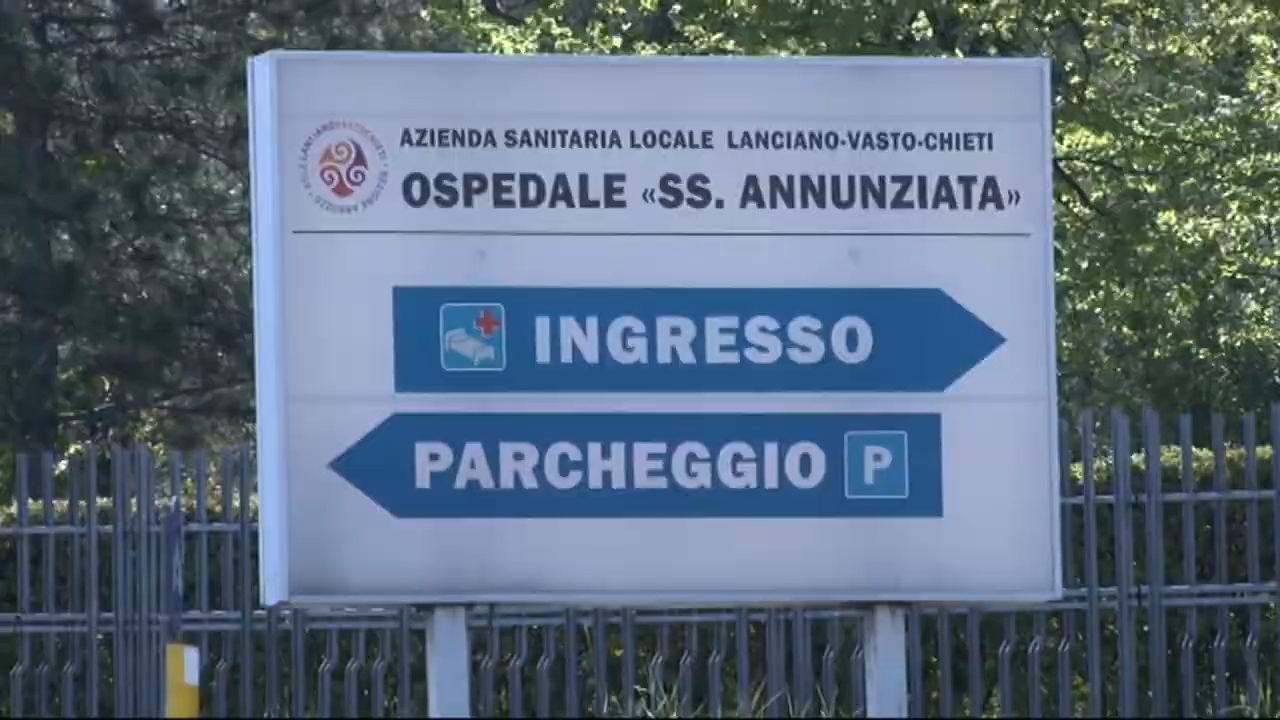 AZIENDA SANITARIA LOCALE LANCIANO-VASTO-CHIETI
OSPEDALE «SS. ANNUNZIATA»
INGRESSO
PARCHEGGIO P